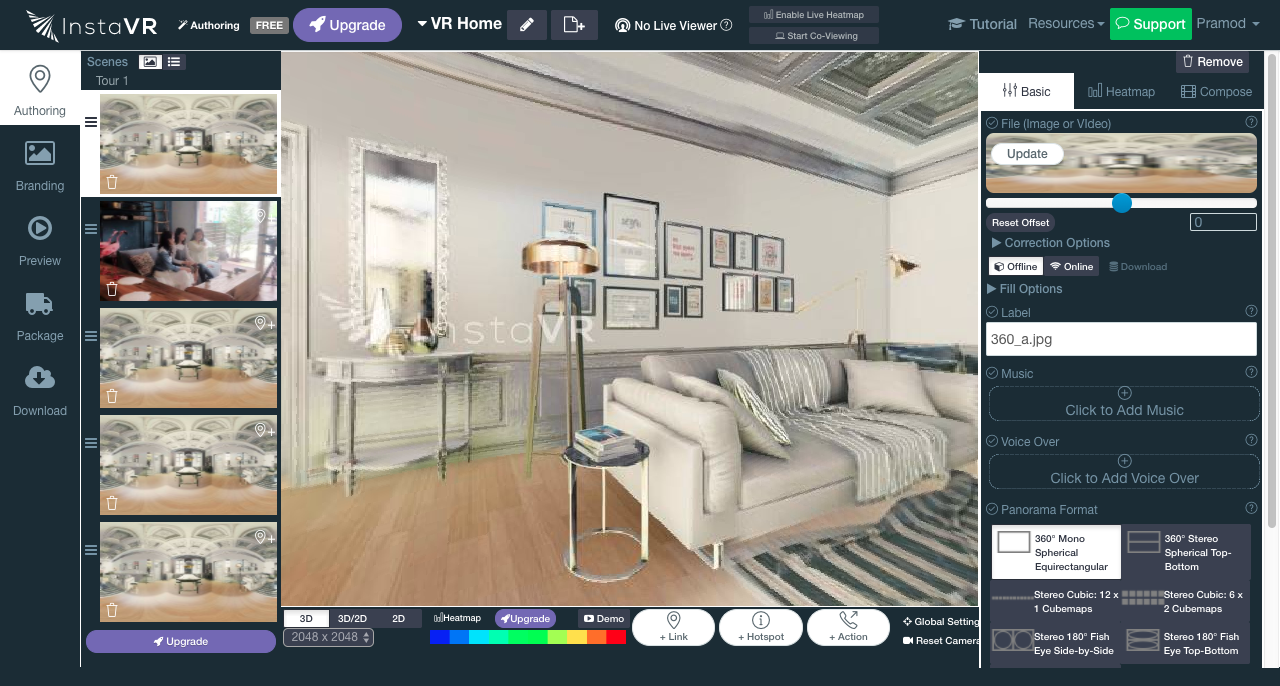 InstaVR
Authoring
FREE
Upgrade
VR Home
No Live Viewer
Enable Live Heatmap
Start Co-Viewing
Tutorial
Resources
Support
Pramod
Scenes
Tour 1
Remove
Authoring
Branding
Preview
Package
Download
InstaVR
Basic
Heatmap
Compose
File (Image or VIdeo)
Update
Reset Offset
0
Correction Options
Offline
Online
Download
Fill Options
Label
360_a.jpg
Music
Click to Add Music
Voice Over
Click to Add Voice Over
Panorama Format
360° Mono
Spherical
Equirectangular
360° Stereo
Spherical Top-
Bottom
Stereo Cubic: 12 x
1 Cubemaps
Stereo Cubic: 6 x
2 Cubemaps
Stereo 180° Fish
Eye Side-by-Side
Stereo 180° Fish
Eye Top-Bottom
Upgrade
3D
3D/2D
2D
2048 x 2048
Heatmap
Upgrade
Demo
+ Link
+ Hotspot
+ Action
Global Setting
Reset Camera